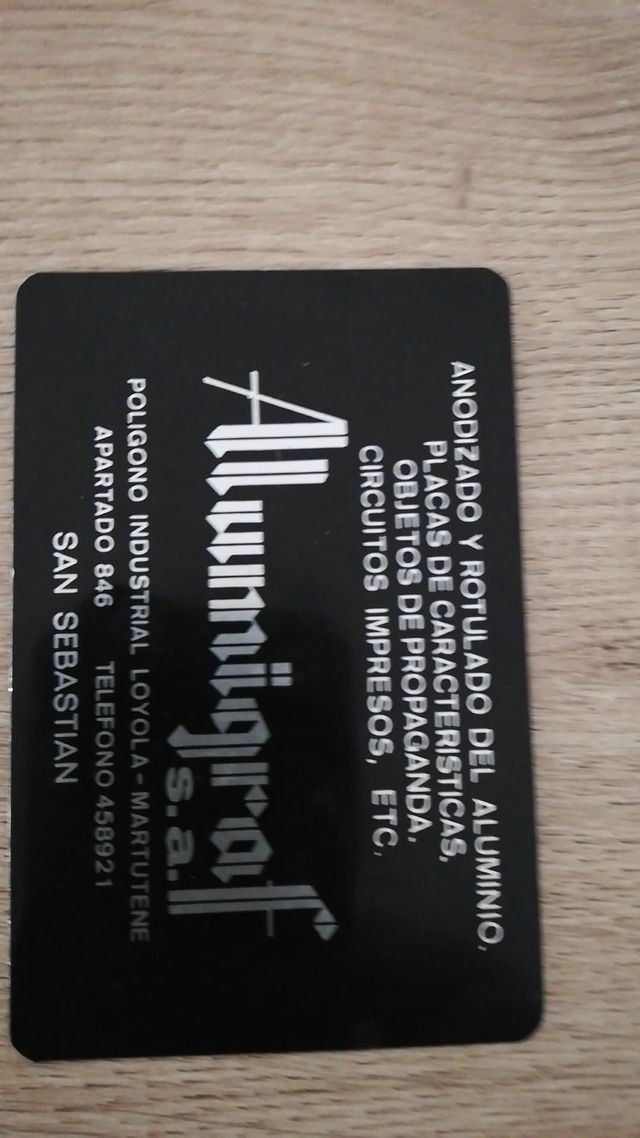 ANODIZADO Y ROTULADO DEL ALUMINIO,
PLACAS DE CARACTERISTICAS,
OBJETOS DE PROPAGANDA,
CIRCUITOS IMPRESOS, ETC,
Alumigraf
s.a.
POLIGONO INDUSTRIAL LOYOLA-MARTUTENE
APARTADO 846 TELEFONO 458921
SAN SEBASTIAN